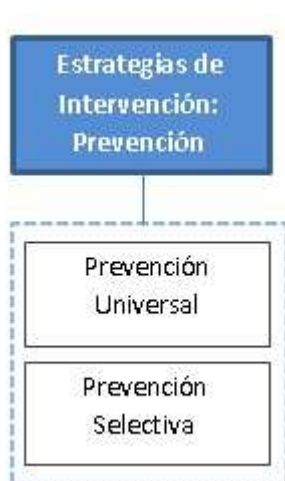 Estrategias de
Intervención:
Prevención
Prevención
Universal
Prevención
Selectiva